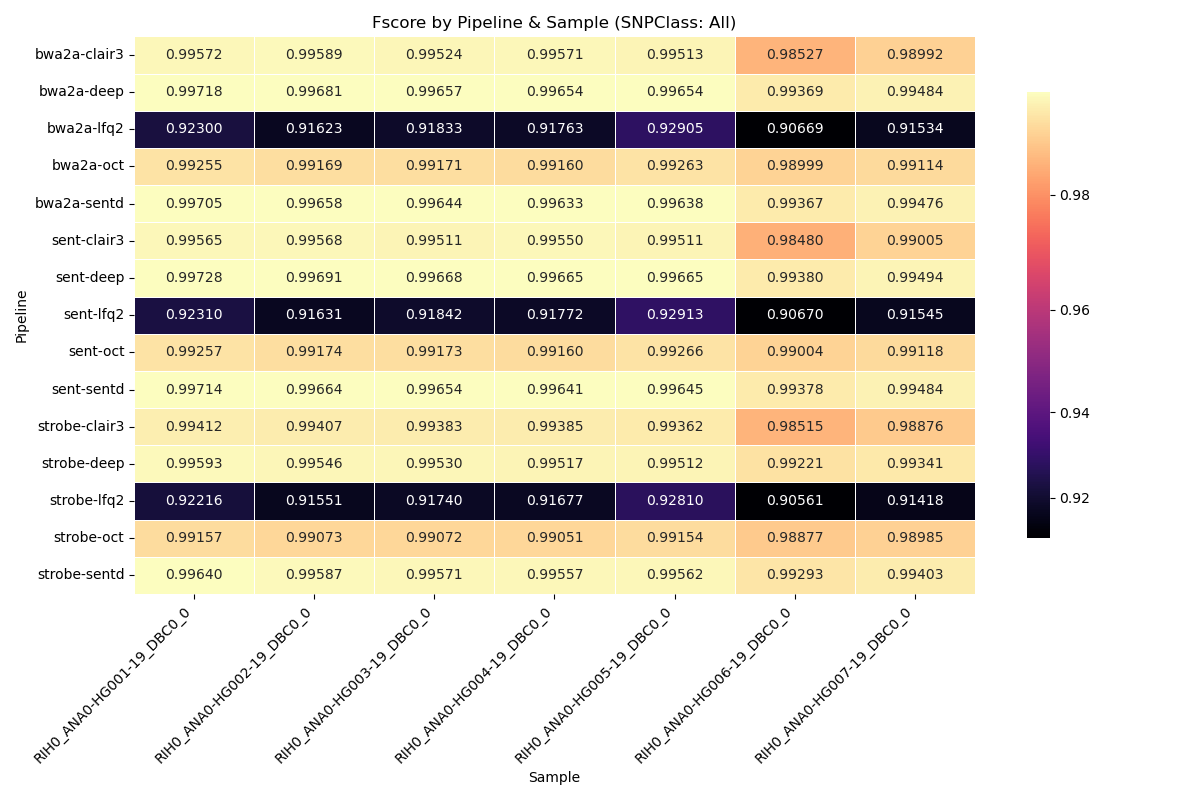 Fscore by Pipeline & Sample (SNPClass: All)
bwa2a-clair3 0.99572 0.99589 0.99524 0.99571 0.99513 0.98527 0.98992
bwa2a-deep 0.99718 0.99681 0.99657 0.99654 0.99654 0.99369 0.99484
bwa2a-lfq2 0.92300 0.91623 0.91833 0.91763 0.92905 0.90669 0.91534
bwa2a-oct 0.99255 0.99169 0.99171 0.99160 0.99263 0.98999 0.99114
bwa2a-sentd 0.99705 0.99658 0.99644 0.99633 0.99638 0.99367 0.99476
sent-clair3 0.99565 0.99568 0.99511 0.99550 0.99511 0.98480 0.99005
sent-deep 0.99728 0.99691 0.99668 0.99665 0.99665 0.99380 0.99494
sent-lfq2 0.92310 0.91631 0.91842 0.91772 0.92913 0.90670 0.91545
sent-oct 0.99257 0.99174 0.99173 0.99160 0.99266 0.99004 0.99118
sent-sentd 0.99714 0.99664 0.99654 0.99641 0.99645 0.99378 0.99484
strobe-clair3 0.99412 0.99407 0.99383 0.99385 0.99362 0.98515 0.98876
strobe-deep 0.99593 0.99546 0.99530 0.99517 0.99512 0.99221 0.99341
strobe-lfq2 0.92216 0.91551 0.91740 0.91677 0.92810 0.90561 0.91418
strobe-oct 0.99157 0.99073 0.99072 0.99051 0.99154 0.98877 0.98985
strobe-sentd 0.99640 0.99587 0.99571 0.99557 0.99562 0.99293 0.99403
Pipeline
RIH0_ANA0-HG001-19_DBC0_0
RIH0_ANA0-HG002-19_DBC0_0
RIH0_ANA0-HG003-19_DBC0_0
RIH0_ANA0-HG004-19_DBC0_0
RIH0_ANA0-HG005-19_DBC0_0
RIH0_ANA0-HG006-19_DBC0_0
RIH0_ANA0-HG007-19_DBC0_0
Sample
0.98
0.96
0.94
0.92